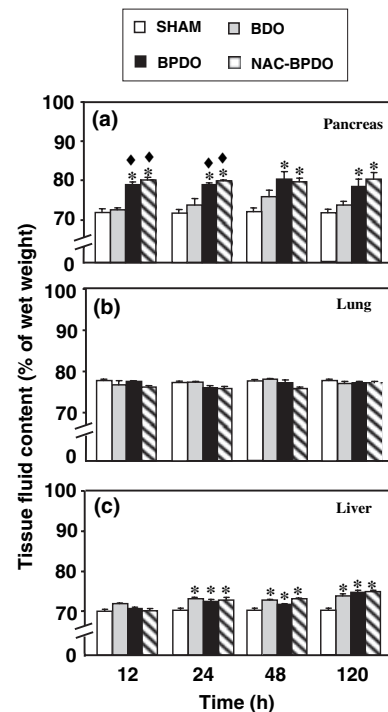 SHAM BDO
BPDO NAC-BPDO
Tissue fluid content (% of wet weight)
100
(a) Pancreas
90
♦ ♦ ♦ ♦
* * * * * * * *
80
70
0
100
(b) Lung
90
80
70
0
100
(c) Liver
90
80
* * * * * * * * *
70
0
12 24 48 120
Time (h)